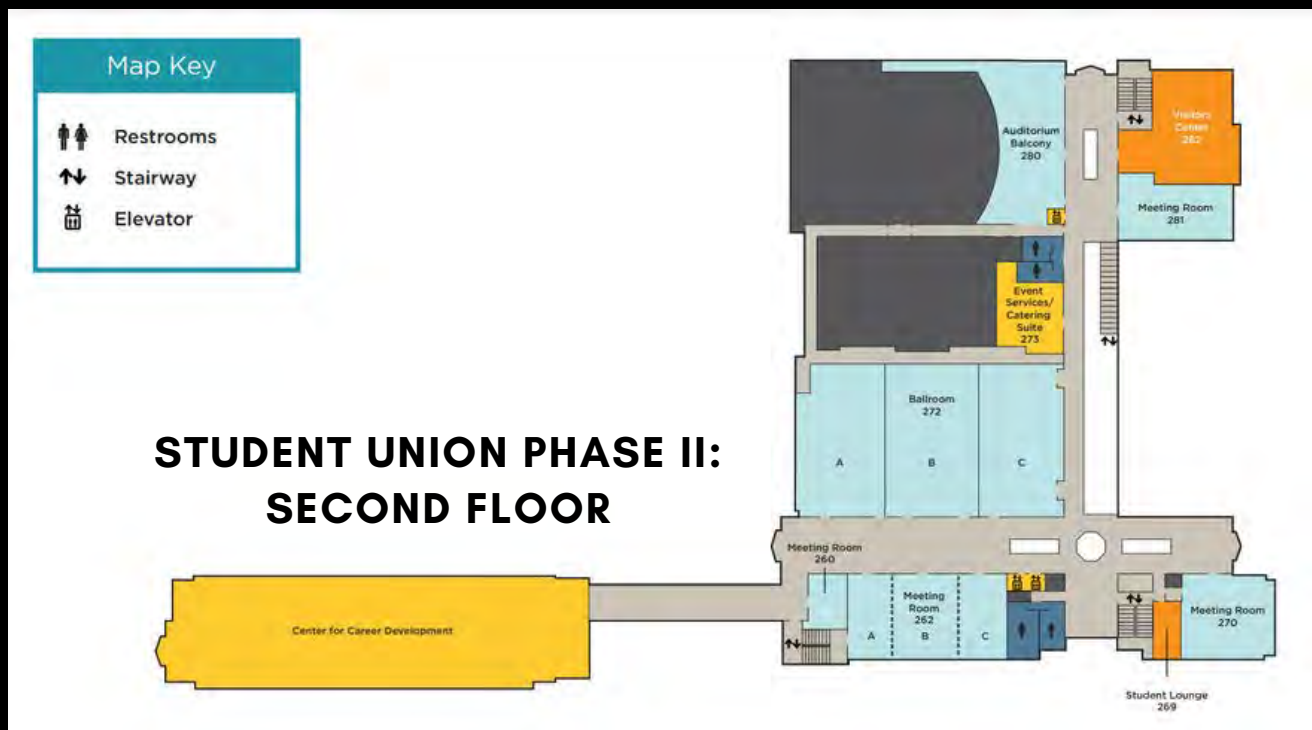 Map Key
Restrooms
Stairway
Elevator
Auditorium
Balcony
280
Visitors
Center
282
Meeting Room
281
Event
Services/
Catering
Suite
273
Ballroom
272
A
B
C
STUDENT UNION PHASE II:
SECOND FLOOR
Meeting Room
260
Meeting
Room
262
A
B
C
Meeting Room
270
Center for Career Development
Student Lounge
269